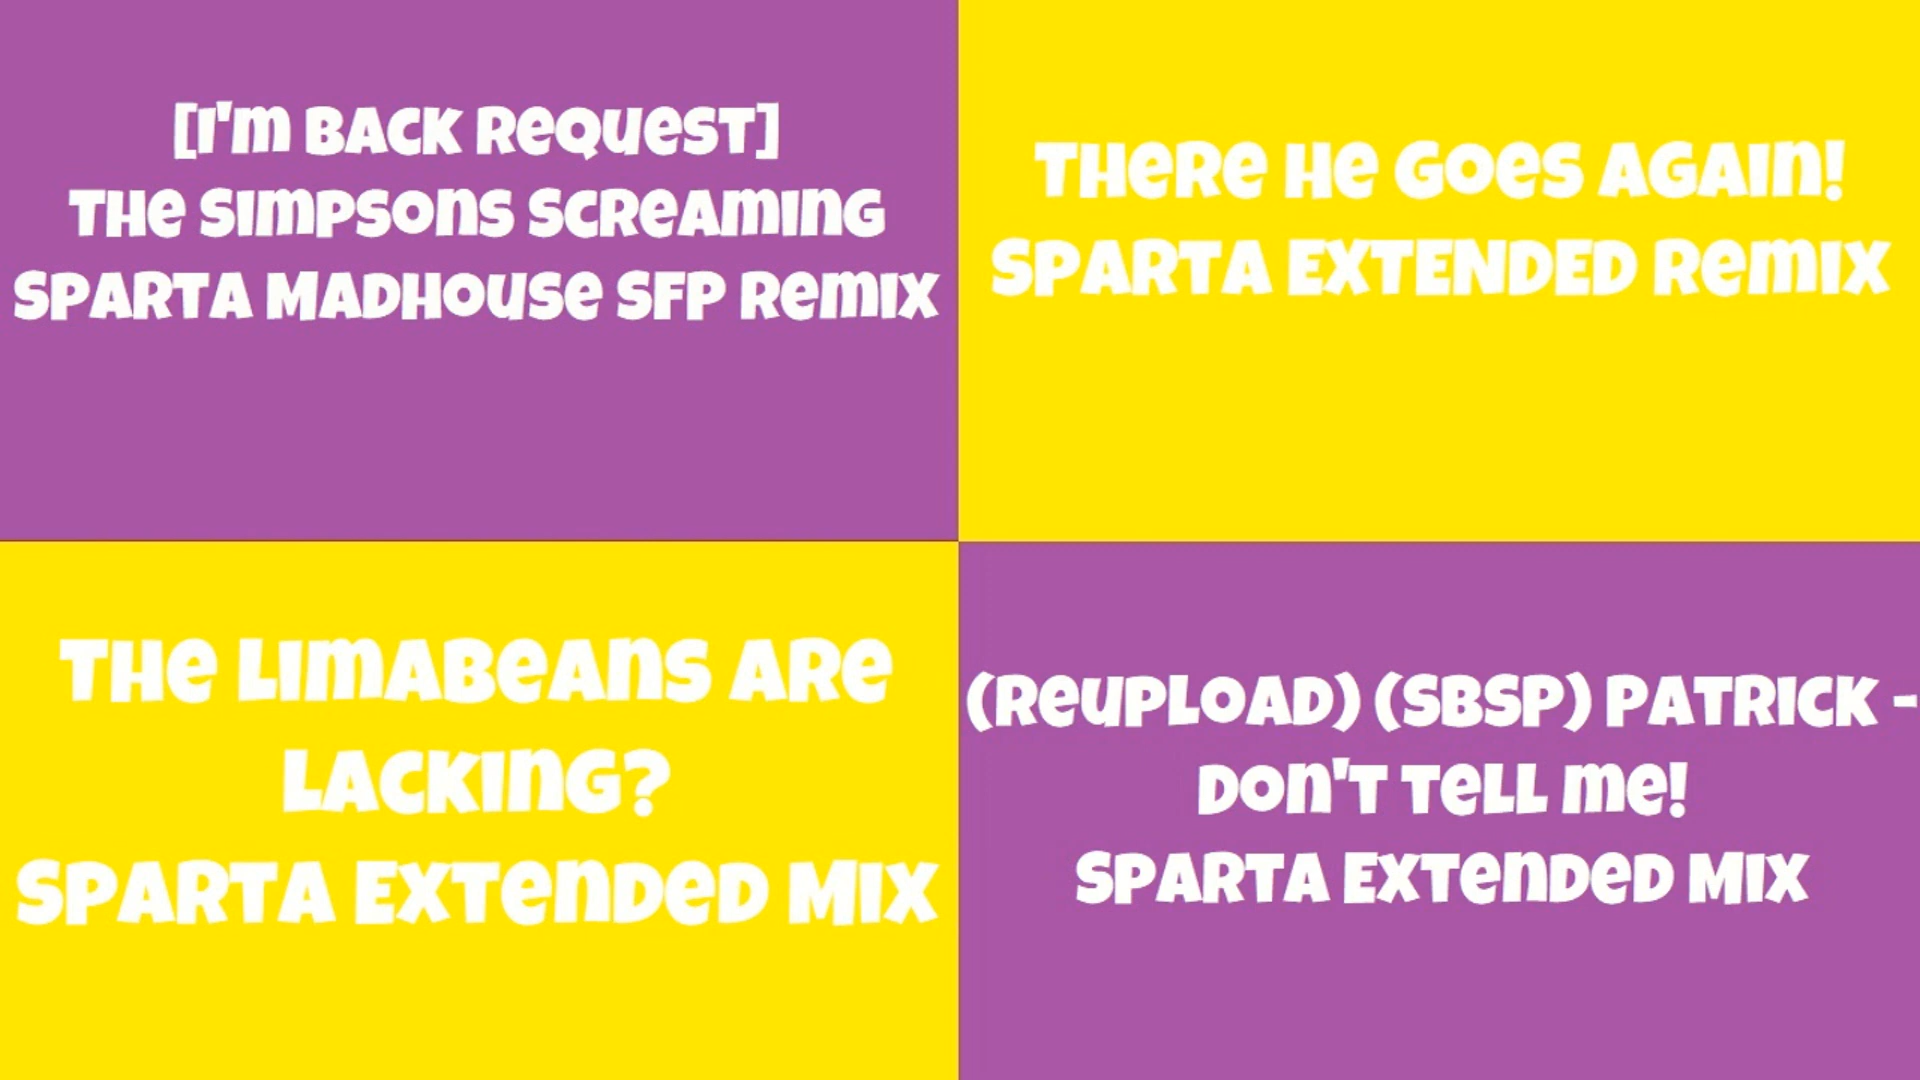 [I'm BACK ReQuesT]
THe SImPSOnS SCReAmInG
SPARTA MADHOuSe SFP RemIX
THeRe He GOeS AGAIn!
SPARTA EXTENDED RemIX
THe LImABeAnS ARe
LACKInG?
SPARTA EXTenDeD MIX
(ReuPLOAD) (SBSP) PATRICK -
DOn'T TeLL me!
SPARTA EXTenDeD MIX